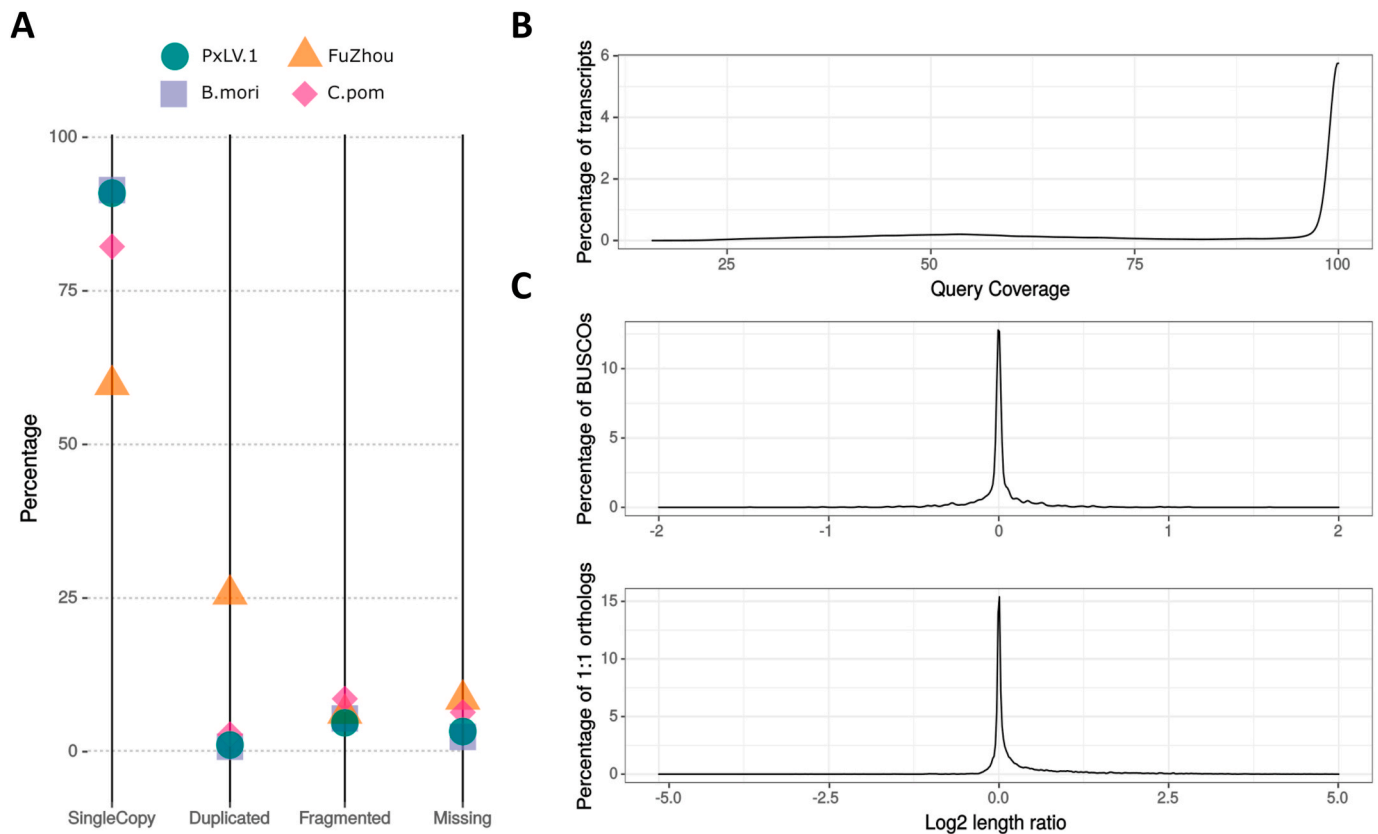 A
PxLV.1
FuZhou
B.mori
C.pom
100
75
50
25
0
Percentage
SingleCopy
Duplicated
Fragmented
Missing
B
Percentage of transcripts
6
4
2
0
25
50
75
100
Query Coverage
C
Percentage of BUSCOs
10
5
0
-2
-1
0
1
2
Percentage of 1:1 orthologs
15
10
5
0
-5.0
-2.5
0.0
2.5
5.0
Log2 length ratio